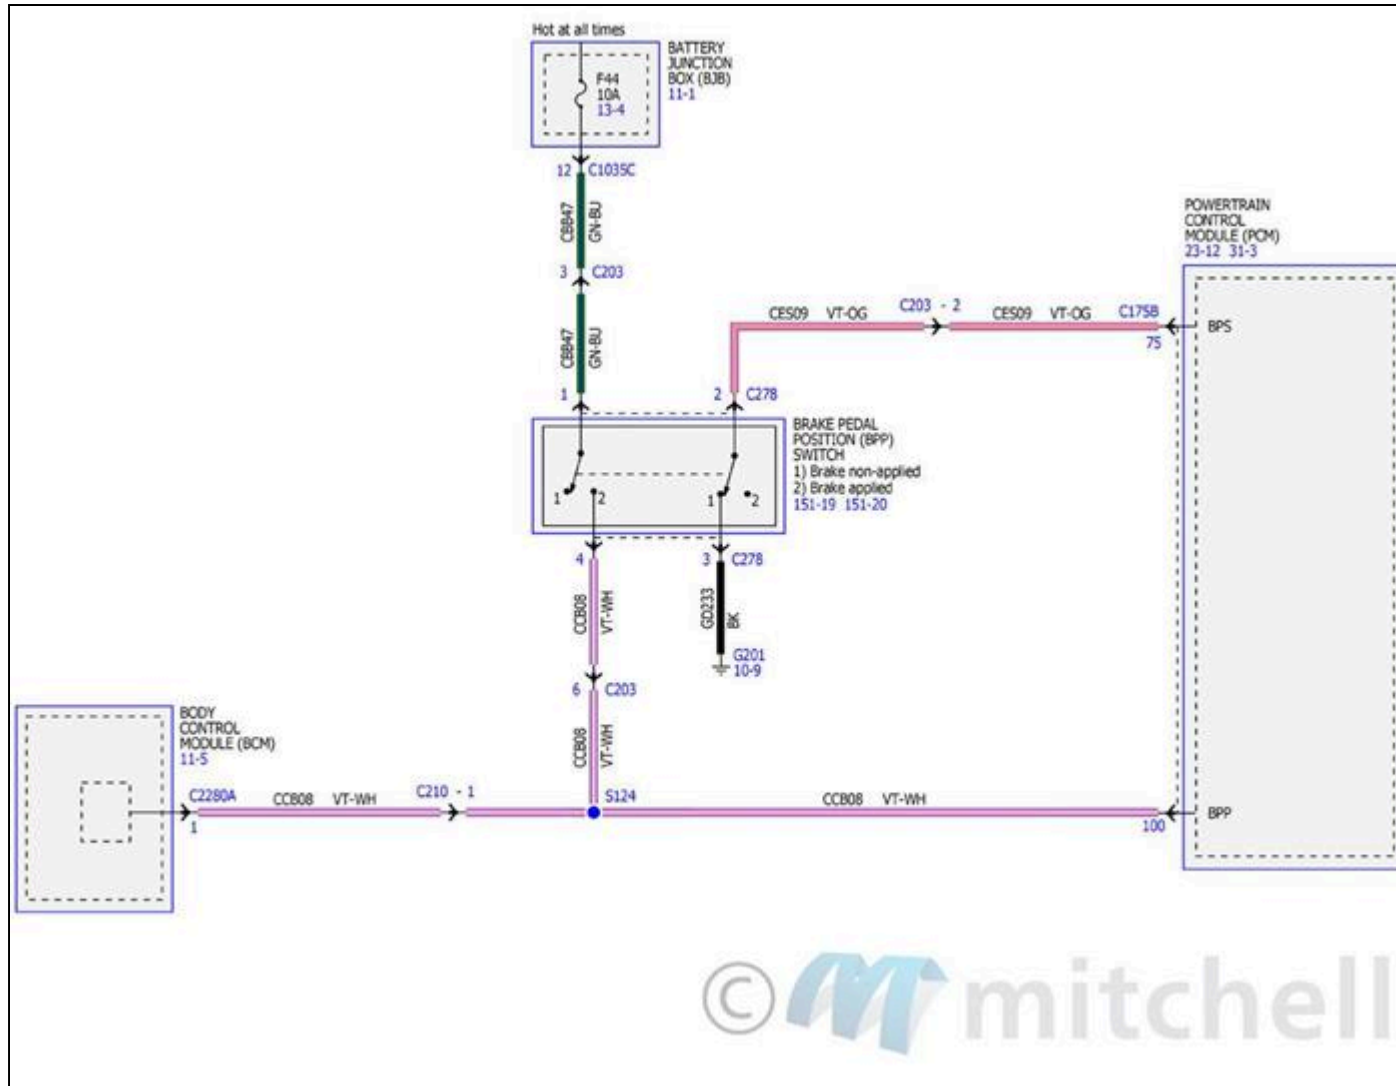 Hot at all times
BATTERY
JUNCTION
BOX (BJB)
11-1
F44
10A
13-4
12 C1035C
CBB47 GN-BU
3 C203
CBB47 GN-BU
1
2 C278
CES09 VT-OG
C203 - 2
CES09 VT-OG
C175B
75
POWERTRAIN
CONTROL
MODULE (PCM)
23-12 31-3
BPS
BRAKE PEDAL
POSITION (BPP)
SWITCH
1) Brake non-applied
2) Brake applied
151-19 151-20
1 2
1 2
4
3 C278
CCB08 VT-WH
GD233 BK
G201
10-9
6 C203
CCB08 VT-WH
BODY
CONTROL
MODULE (BCM)
11-5
C2280A
1
CCB08 VT-WH
C210 - 1
S124
CCB08 VT-WH
100
BPP
© mitchell